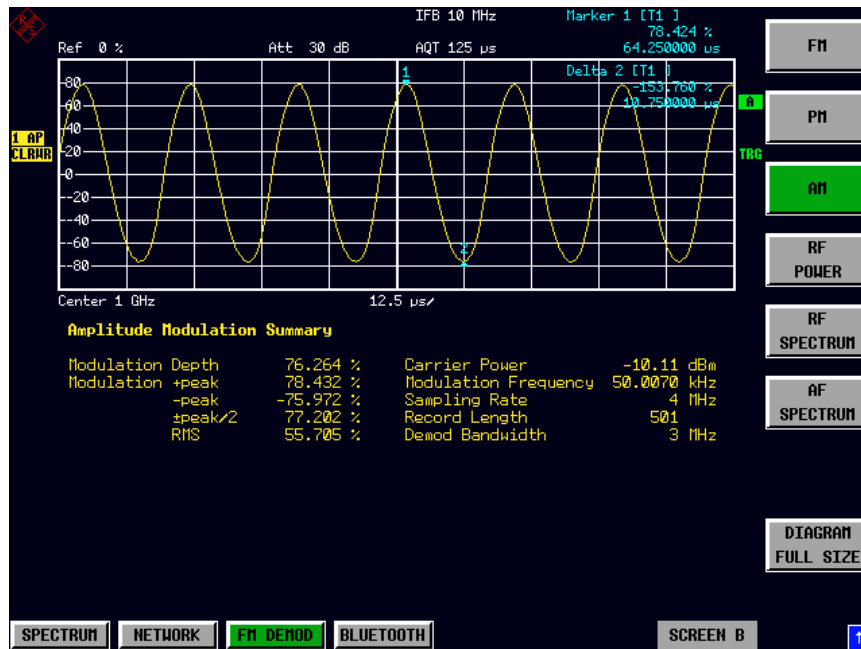 IFB 10 MHz Marker 1 [T1 ]
78.424 %
Ref 0 % Att 30 dB AQT 125 µs 64.250000 us
Delta 2 [T1 ]
-153.760 %
10.750000 µs
1
80
60
40
20
0
-20
-40
-60
-80
2
1 AP
CLRWR
A
TRG
Center 1 GHz 12.5 µs/
Amplitude Modulation Summary
Modulation Depth 76.264 % Carrier Power -10.11 dBm
Modulation +peak 78.432 % Modulation Frequency 50.0070 kHz
-peak -75.972 % Sampling Rate 4 MHz
±peak/2 77.202 % Record Length 501
RMS 55.705 % Demod Bandwidth 3 MHz
FM
PM
AM
RF
POWER
RF
SPECTRUM
AF
SPECTRUM
DIAGRAM
FULL SIZE
SPECTRUM NETWORK FM DEMOD BLUETOOTH SCREEN B